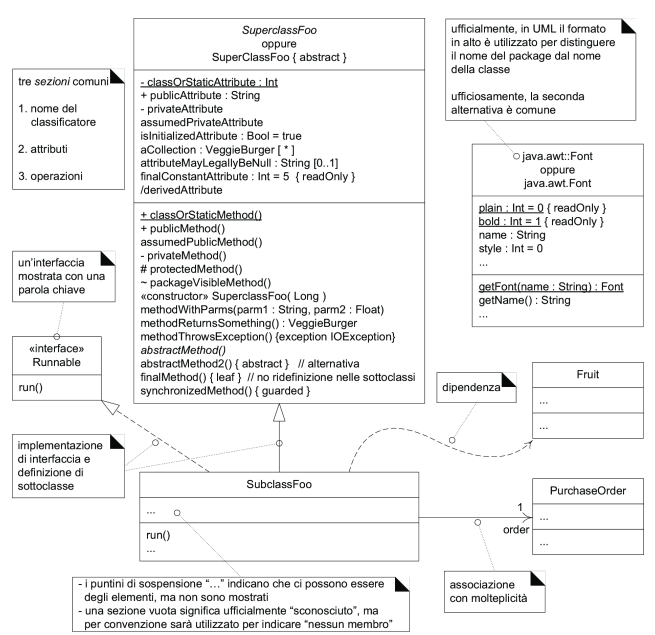 SuperclassFoo
oppure
SuperClassFoo { abstract }
- classOrStaticAttribute : Int
+ publicAttribute : String
- privateAttribute
assumedPrivateAttribute
isInitializedAttribute : Bool = true
aCollection : VeggieBurger [ * ]
attributeMayLegallyBeNull : String [0..1]
finalConstantAttribute : Int = 5 { readOnly }
/derivedAttribute
+ classOrStaticMethod()
+ publicMethod()
assumedPublicMethod()
- privateMethod()
# protectedMethod()
~ packageVisibleMethod()
«constructor» SuperclassFoo( Long )
methodWithParms(parm1 : String, parm2 : Float)
methodReturnsSomething() : VeggieBurger
methodThrowsException() {exception IOException}
abstractMethod()
abstractMethod2() { abstract } // alternativa
finalMethod() { leaf } // no ridefinizione nelle sottoclassi
synchronizedMethod() { guarded }
tre sezioni comuni
1. nome del
classificatore
2. attributi
3. operazioni
ufficialmente, in UML il formato
in alto è utilizzato per distinguere
il nome del package dal nome
della classe
ufficiosamente, la seconda
alternativa è comune
java.awt::Font
oppure
java.awt.Font
plain : Int = 0 { readOnly }
bold : Int = 1 { readOnly }
name : String
style : Int = 0
...
getFont(name : String) : Font
getName() : String
...
un'interfaccia
mostrata con una
parola chiave
«interface»
Runnable
run()
dipendenza
Fruit
...
...
implementazione
di interfaccia e
definizione di
sottoclasse
SubclassFoo
...
run()
...
1
order
PurchaseOrder
...
...
associazione
con molteplicità
- i puntini di sospensione “…” indicano che ci possono essere
degli elementi, ma non sono mostrati
- una sezione vuota significa ufficialmente “sconosciuto”, ma
per convenzione sarà utilizzato per indicare “nessun membro”